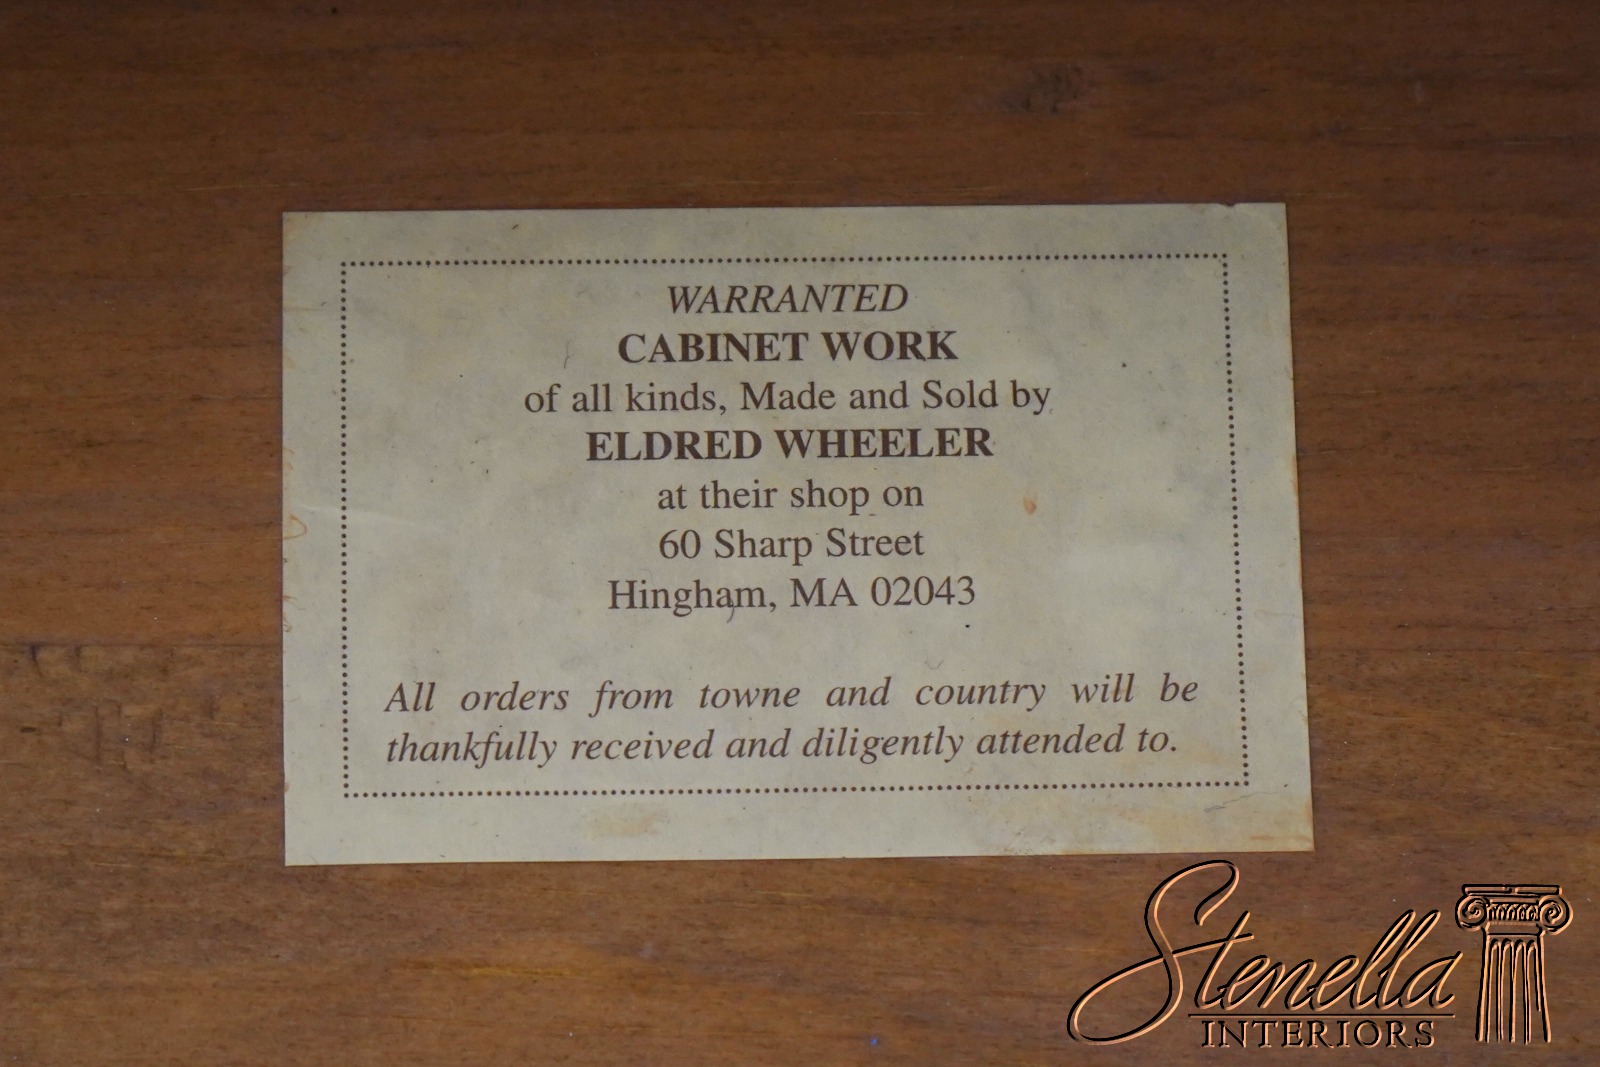 WARRANTED
CABINET WORK
of all kinds, Made and Sold by
ELDRED WHEELER
at their shop on
60 Sharp Street
Hingham, MA 02043
All orders from towne and country will be
thankfully received and diligently attended to.
Stenella
INTERIORS